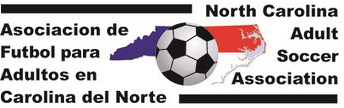 Asociacion de
Futbol para
Adultos en
Carolina del Norte
North Carolina
Adult
Soccer
Association